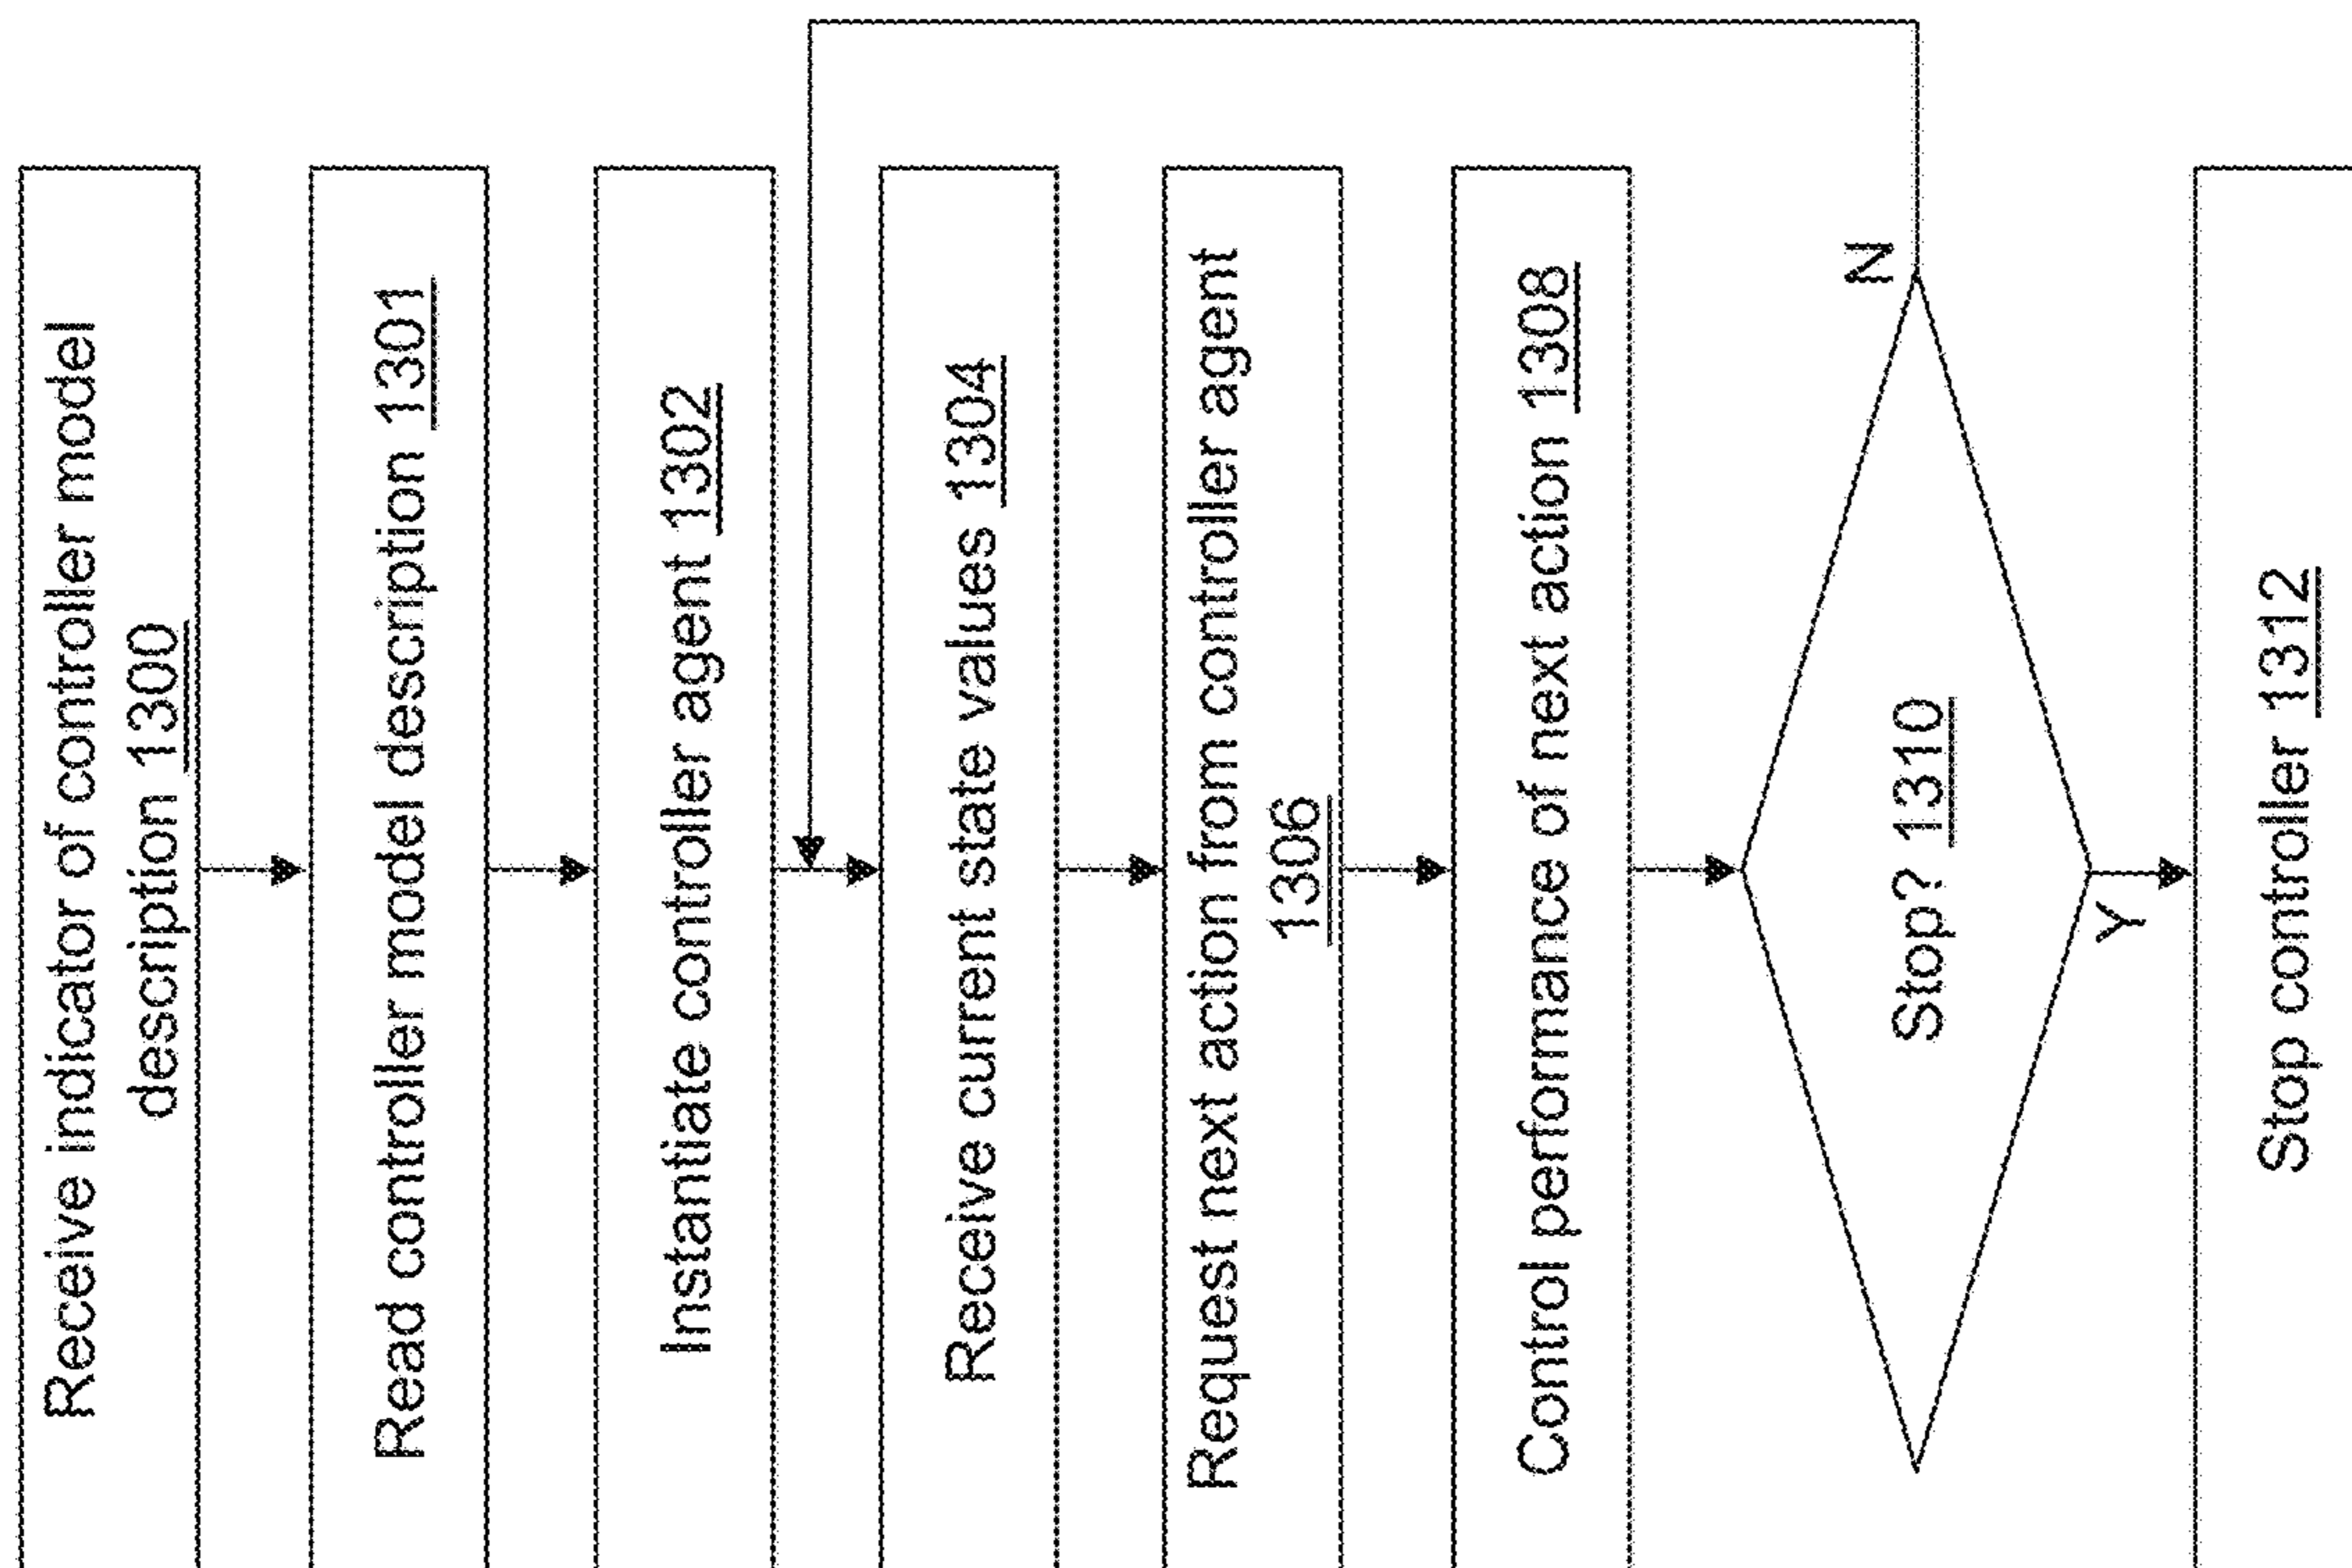 Receive indicator of controller model
description 1300
Read controller model description 1301
Instantiate controller agent 1302
Receive current state values 1304
Request next action from controller agent
1306
Control performance of next action 1308
Stop? 1310
N
Y
Stop controller 1312